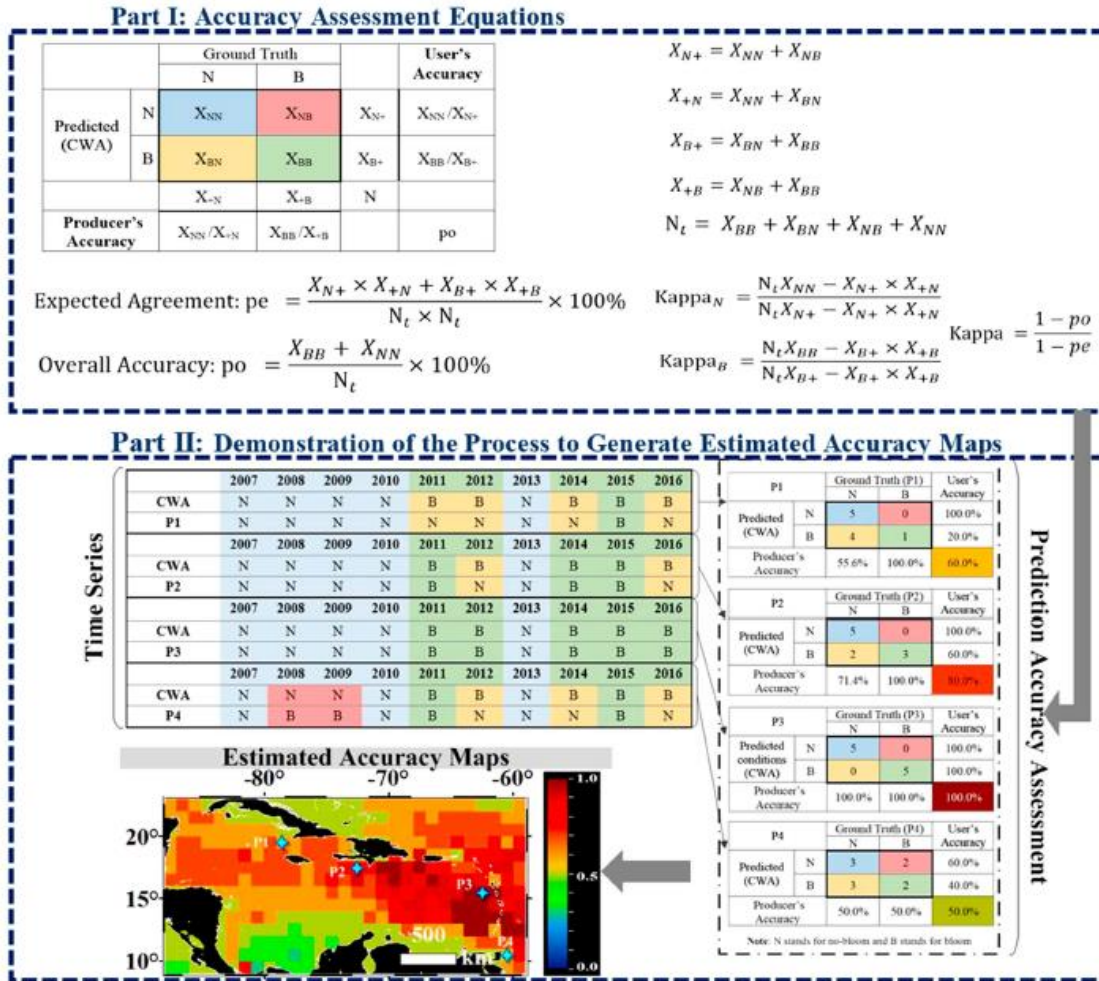 Part I: Accuracy Assessment Equations
Ground Truth User's Accuracy
N B
Predicted (CWA) N X_NN X_NB X_N+ X_NN/X_N+
B X_BN X_BB X_B+ X_BB/X_B+
X_+N X_+B N
Producer's Accuracy X_NN/X_+N X_BB/X_+B po
X_N+ = X_NN + X_NB
X_+N = X_NN + X_BN
X_B+ = X_BN + X_BB
X_+B = X_NB + X_BB
N_t = X_BB + X_BN + X_NB + X_NN
Expected Agreement: pe = (X_N+ × X_+N + X_B+ × X_+B) / (N_t × N_t) × 100%
Overall Accuracy: po = (X_BB + X_NN) / N_t × 100%
Kappa_N = (N_t X_NN − X_N+ × X_+N) / (N_t X_N+ − X_N+ × X_+N)
Kappa_B = (N_t X_BB − X_B+ × X_+B) / (N_t X_B+ − X_B+ × X_+B)
Kappa = (1 − po) / (1 − pe)
Part II: Demonstration of the Process to Generate Estimated Accuracy Maps
Time Series
2007 2008 2009 2010 2011 2012 2013 2014 2015 2016
CWA N N N N B B N B B B
P1 N N N N N N N N B N
2007 2008 2009 2010 2011 2012 2013 2014 2015 2016
CWA N N N N B B N B B B
P2 N N N N B N N B B N
2007 2008 2009 2010 2011 2012 2013 2014 2015 2016
CWA N N N N B B N B B B
P3 N N N N B B N B B B
2007 2008 2009 2010 2011 2012 2013 2014 2015 2016
CWA N N N N B B N B B B
P4 N B B N B N N N B N
P1 Ground Truth (P1) User's Accuracy
N B
Predicted (CWA) N 5 0 100.0%
B 4 1 20.0%
Producer's Accuracy 55.6% 100.0% 60.0%
P2 Ground Truth (P2) User's Accuracy
N B
Predicted (CWA) N 5 0 100.0%
B 2 3 60.0%
Producer's Accuracy 71.4% 100.0% 80.0%
P3 Ground Truth (P3) User's Accuracy
N B
Predicted conditions (CWA) N 5 0 100.0%
B 0 5 100.0%
Producer's Accuracy 100.0% 100.0% 100.0%
P4 Ground Truth (P4) User's Accuracy
N B
Predicted (CWA) N 3 2 60.0%
B 3 2 40.0%
Producer's Accuracy 50.0% 50.0% 50.0%
Note: N stands for no-bloom and B stands for bloom
Prediction Accuracy Assessment
Estimated Accuracy Maps
-80° -70° -60°
20°
15°
10°
P1
P2
P3
P4
500
km
1.0
0.5
0.0